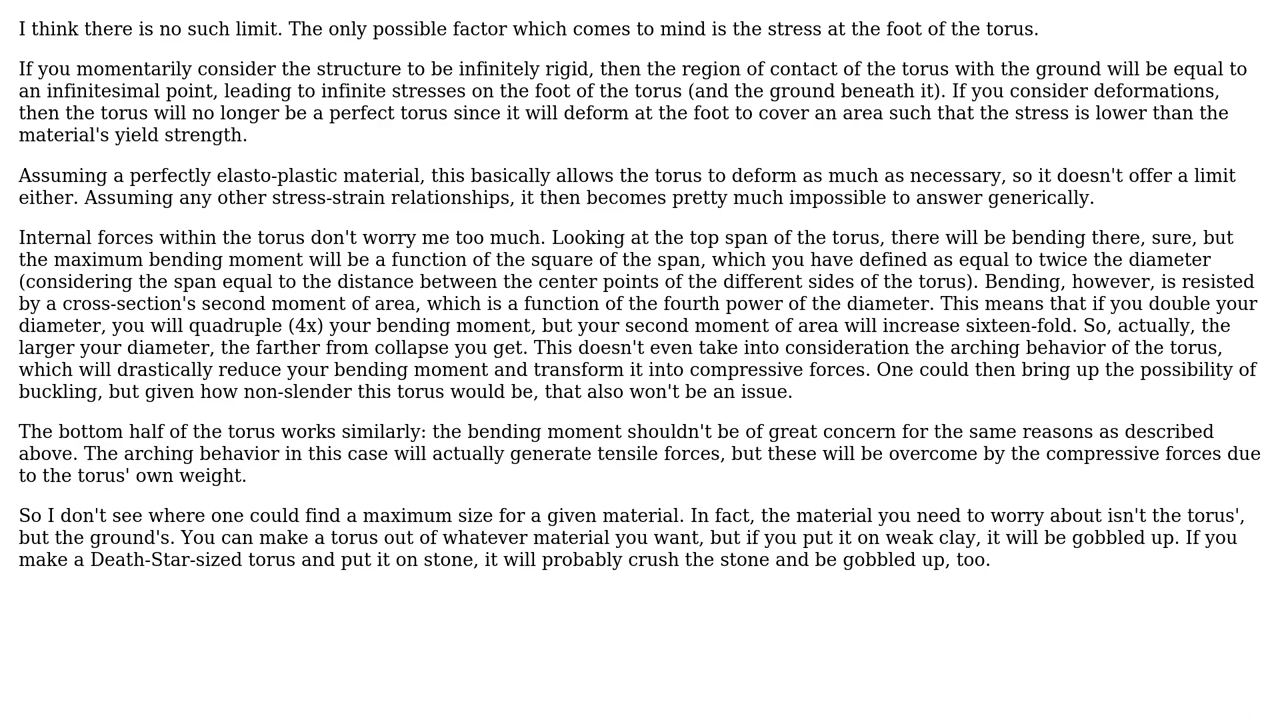 I think there is no such limit. The only possible factor which comes to mind is the stress at the foot of the torus.
If you momentarily consider the structure to be infinitely rigid, then the region of contact of the torus with the ground will be equal to
an infinitesimal point, leading to infinite stresses on the foot of the torus (and the ground beneath it). If you consider deformations,
then the torus will no longer be a perfect torus since it will deform at the foot to cover an area such that the stress is lower than the
material's yield strength.
Assuming a perfectly elasto-plastic material, this basically allows the torus to deform as much as necessary, so it doesn't offer a limit
either. Assuming any other stress-strain relationships, it then becomes pretty much impossible to answer generically.
Internal forces within the torus don't worry me too much. Looking at the top span of the torus, there will be bending there, sure, but
the maximum bending moment will be a function of the square of the span, which you have defined as equal to twice the diameter
(considering the span equal to the distance between the center points of the different sides of the torus). Bending, however, is resisted
by a cross-section's second moment of area, which is a function of the fourth power of the diameter. This means that if you double your
diameter, you will quadruple (4x) your bending moment, but your second moment of area will increase sixteen-fold. So, actually, the
larger your diameter, the farther from collapse you get. This doesn't even take into consideration the arching behavior of the torus,
which will drastically reduce your bending moment and transform it into compressive forces. One could then bring up the possibility of
buckling, but given how non-slender this torus would be, that also won't be an issue.
The bottom half of the torus works similarly: the bending moment shouldn't be of great concern for the same reasons as described
above. The arching behavior in this case will actually generate tensile forces, but these will be overcome by the compressive forces due
to the torus' own weight.
So I don't see where one could find a maximum size for a given material. In fact, the material you need to worry about isn't the torus',
but the ground's. You can make a torus out of whatever material you want, but if you put it on weak clay, it will be gobbled up. If you
make a Death-Star-sized torus and put it on stone, it will probably crush the stone and be gobbled up, too.